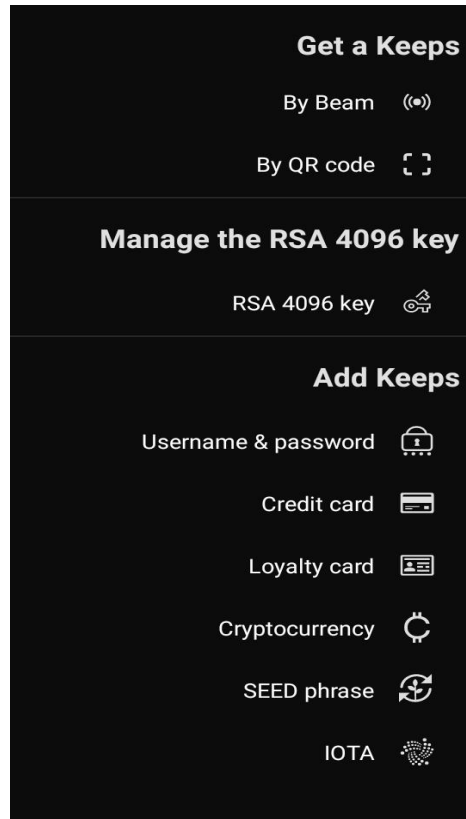 Get a Keeps
By Beam
By QR code
Manage the RSA 4096 key
RSA 4096 key
Add Keeps
Username & password
Credit card
Loyalty card
Cryptocurrency
SEED phrase
IOTA